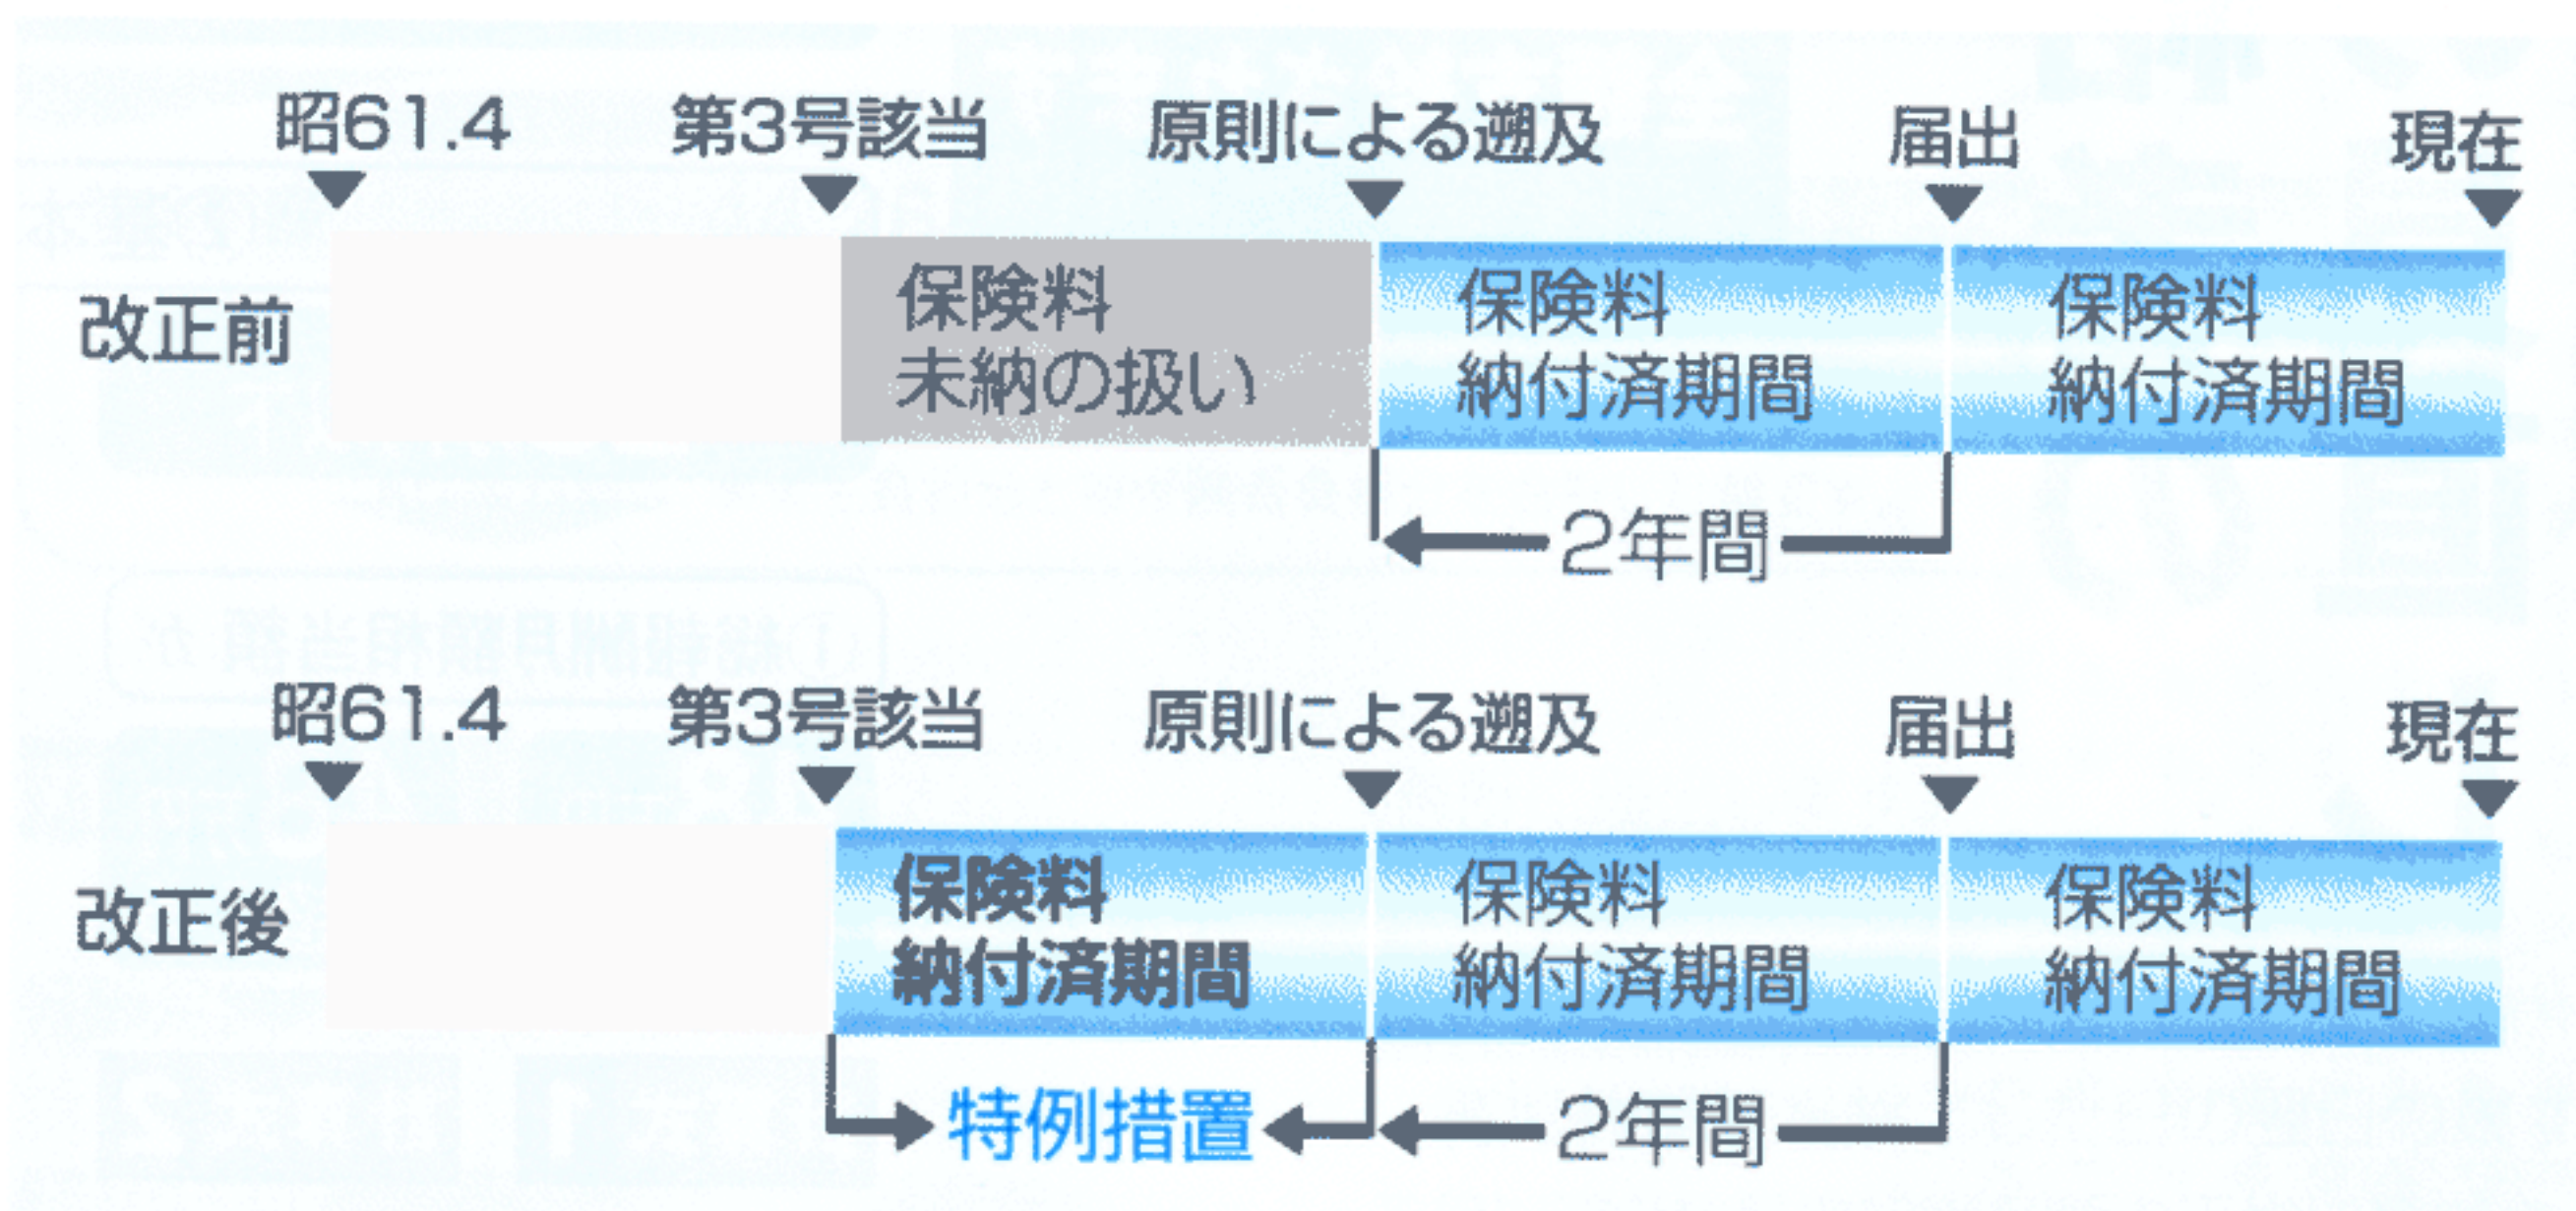 昭61.4 第3号該当 原則による遡及 届出 現在
改正前
保険料
未納の扱い
保険料
納付済期間
保険料
納付済期間
2年間
昭61.4 第3号該当 原則による遡及 届出 現在
改正後
保険料
納付済期間
保険料
納付済期間
保険料
納付済期間
特例措置 2年間